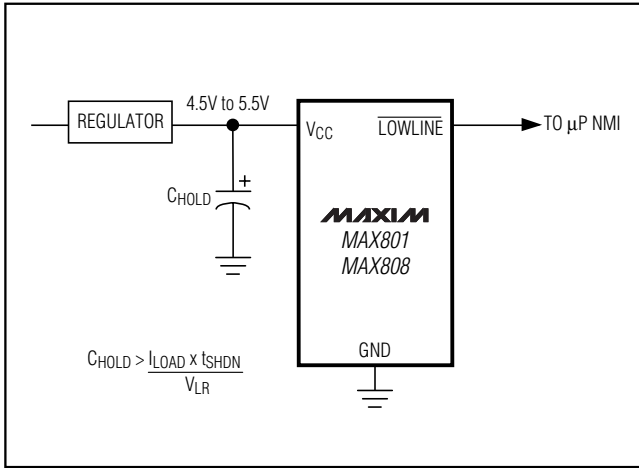 REGULATOR
4.5V to 5.5V
VCC
LOWLINE
TO µP NMI
+
CHOLD
MAXIM
MAX801
MAX808
CHOLD > ILOAD x tSHDN
VLR
GND